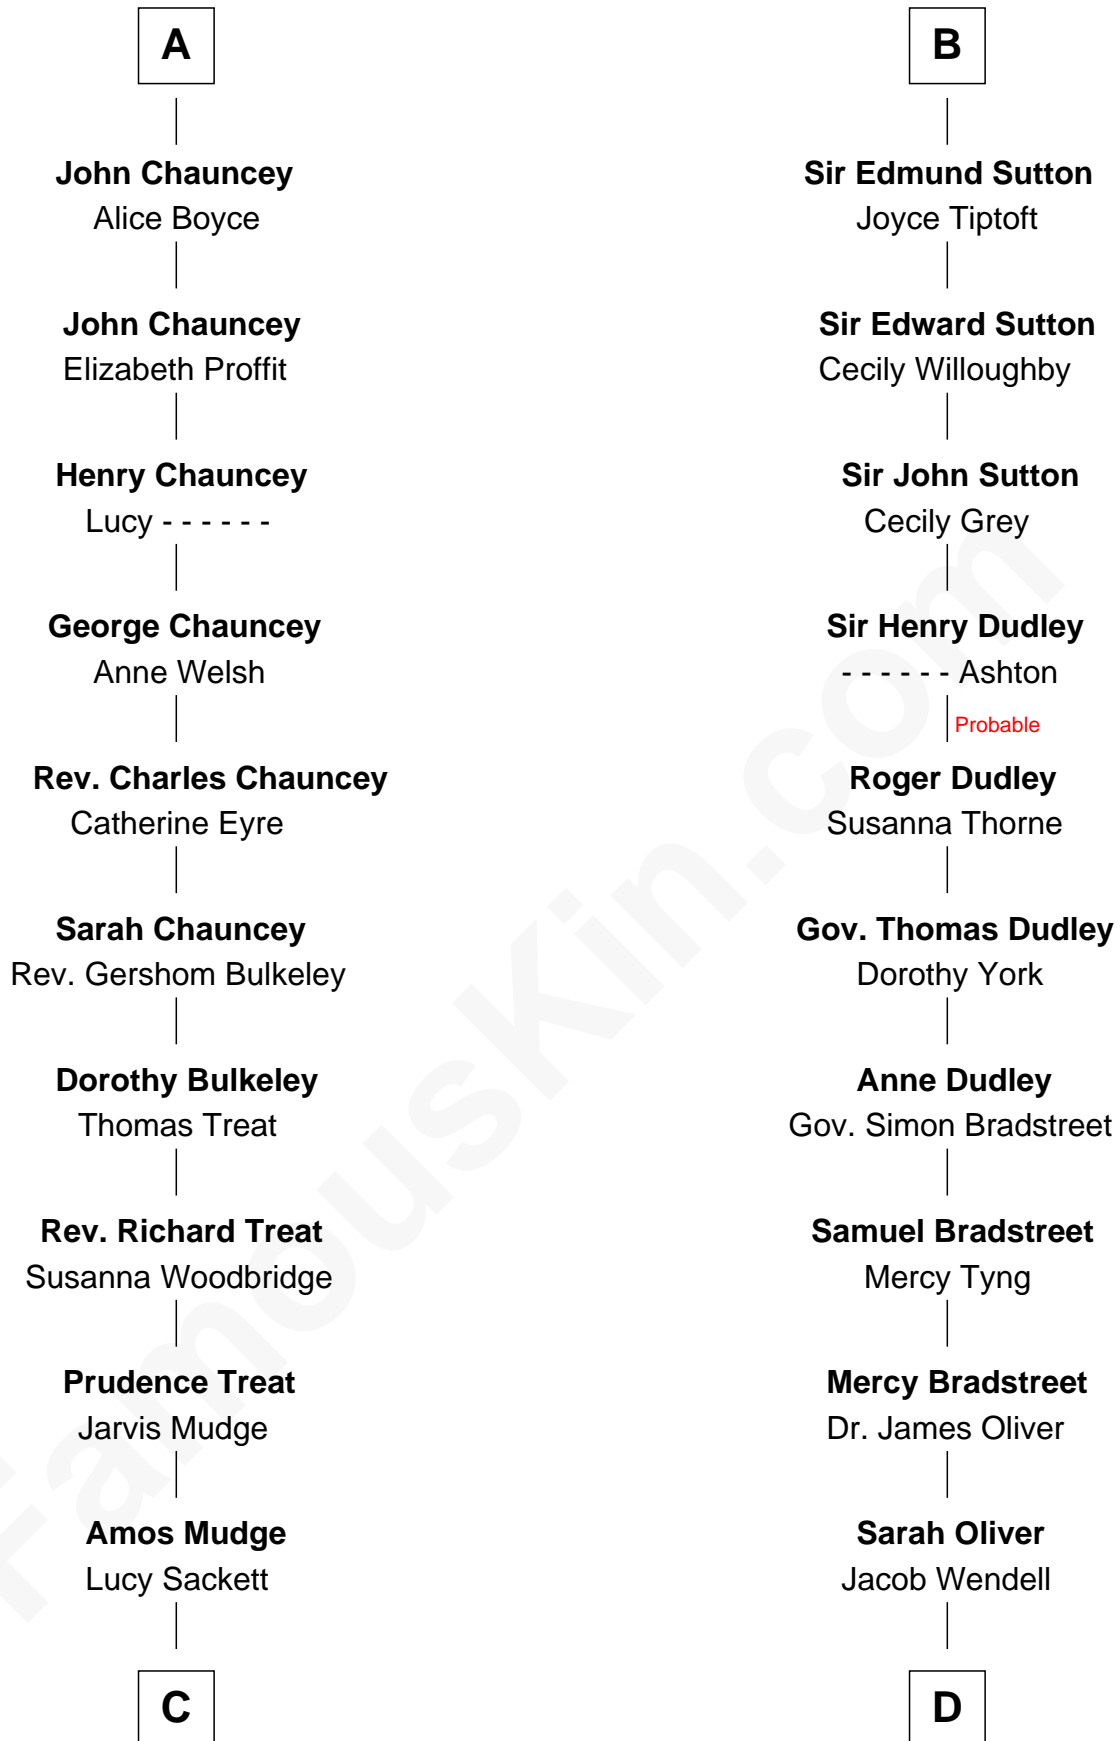 A
John Chauncey
Alice Boyce
John Chauncey
Elizabeth Proffit
Henry Chauncey
Lucy - - - - - -
George Chauncey
Anne Welsh
Rev. Charles Chauncey
Catherine Eyre
Sarah Chauncey
Rev. Gershom Bulkeley
Dorothy Bulkeley
Thomas Treat
Rev. Richard Treat
Susanna Woodbridge
Prudence Treat
Jarvis Mudge
Amos Mudge
Lucy Sackett
C
B
Sir Edmund Sutton
Joyce Tiptoft
Sir Edward Sutton
Cecily Willoughby
Sir John Sutton
Cecily Grey
Sir Henry Dudley
- - - - - - Ashton
Probable
Roger Dudley
Susanna Thorne
Gov. Thomas Dudley
Dorothy York
Anne Dudley
Gov. Simon Bradstreet
Samuel Bradstreet
Mercy Tyng
Mercy Bradstreet
Dr. James Oliver
Sarah Oliver
Jacob Wendell
D
FamousKin.com